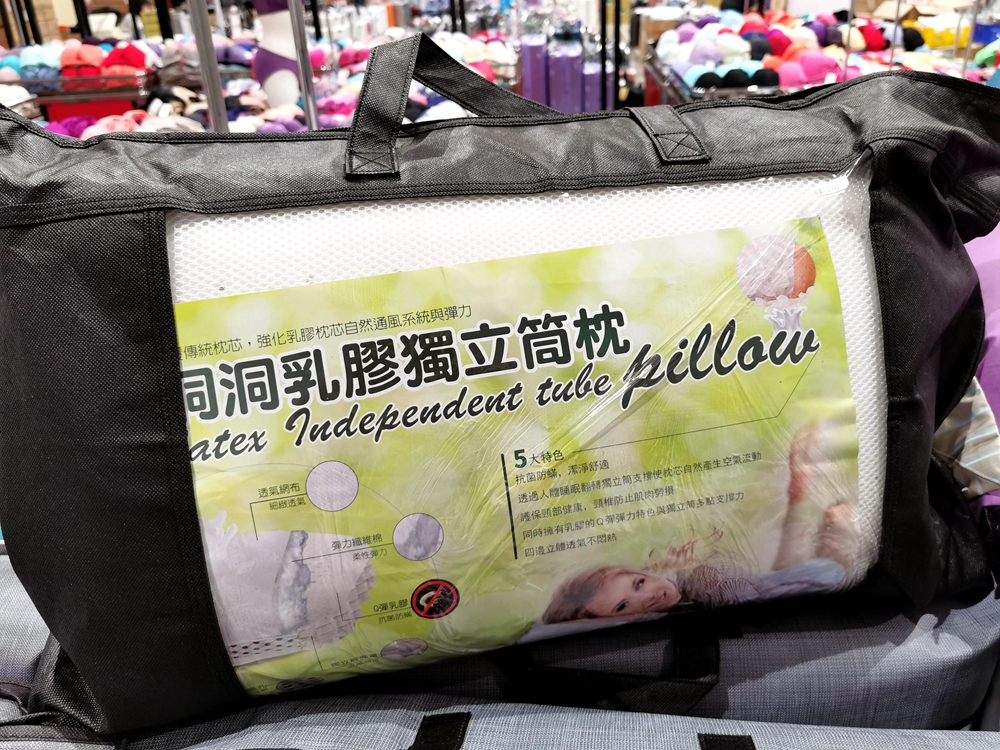 傳統枕芯，強化乳膠枕芯自然通風系統與彈力
洞洞乳膠獨立筒枕
atex Independent tube pillow
5大特色
抗菌防蟎，潔淨舒適
透過人體睡眠翻轉獨立筒支撐使枕芯自然產生空氣流動
護保頸部健康，頸椎防止肌肉勞損
同時擁有乳膠的Q彈彈力特色與獨立筒多點支撐力
四邊立體透氣不悶熱
透氣網布
細緻透氣
彈力纖維棉
柔性彈力
Q彈乳膠
抗菌防蟎